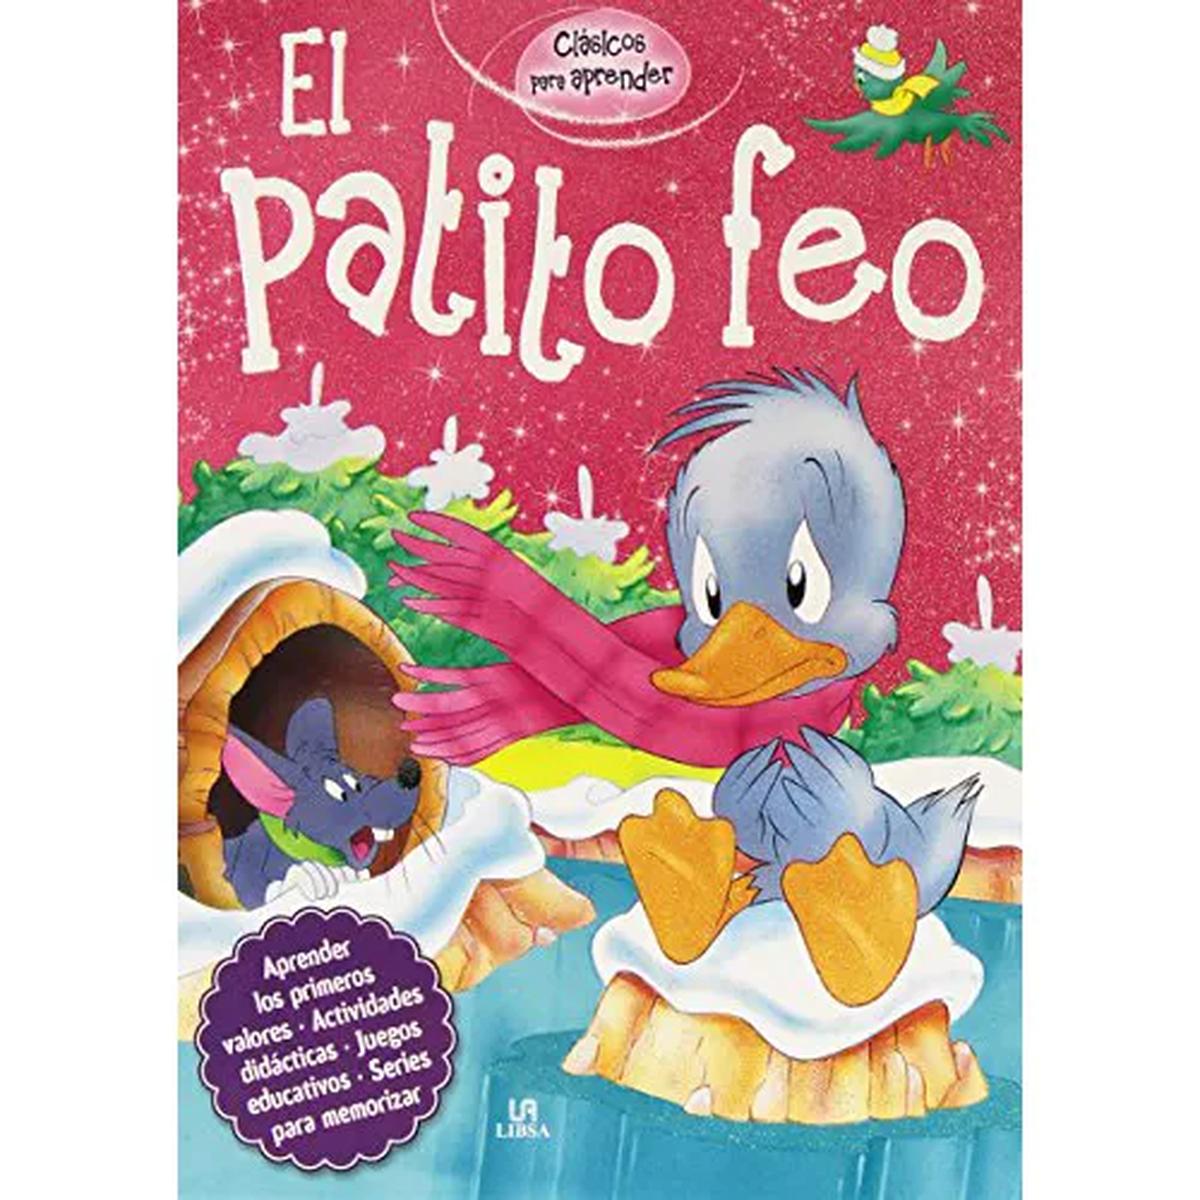 Clásicos
para aprender
El
patito feo
Aprender
los primeros
valores · Actividades
didácticas · Juegos
educativos · Series
para memorizar
LIBSA